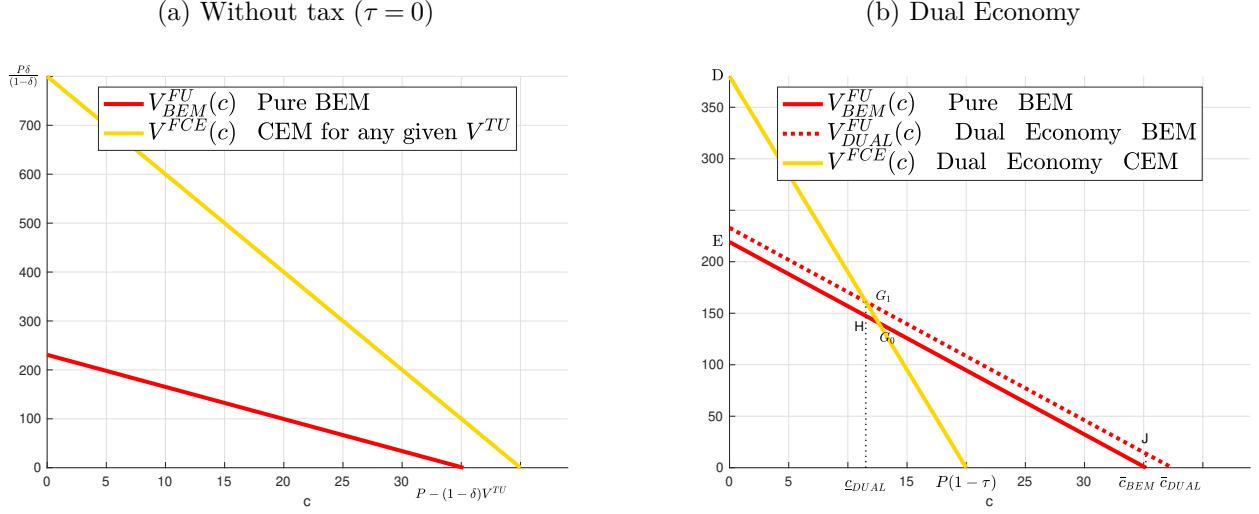 (a) Without tax (τ = 0)
Pδ/(1−δ)
700
600
500
400
300
200
100
0
V^{FU}_{BEM}(c) Pure BEM
V^{FCE}(c) CEM for any given V^{TU}
0 5 10 15 20 25 30
P − (1 − δ)V^{TU}
c
(b) Dual Economy
D
350
300
E
200
150
100
50
0
V^{FU}_{BEM}(c) Pure BEM
V^{FU}_{DUAL}(c) Dual Economy BEM
V^{FCE}(c) Dual Economy CEM
G_1
H
G_0
J
0 5 c̲_{DUAL} 15 P(1 − τ) 25 30 c̄_{BEM} c̄_{DUAL}
c